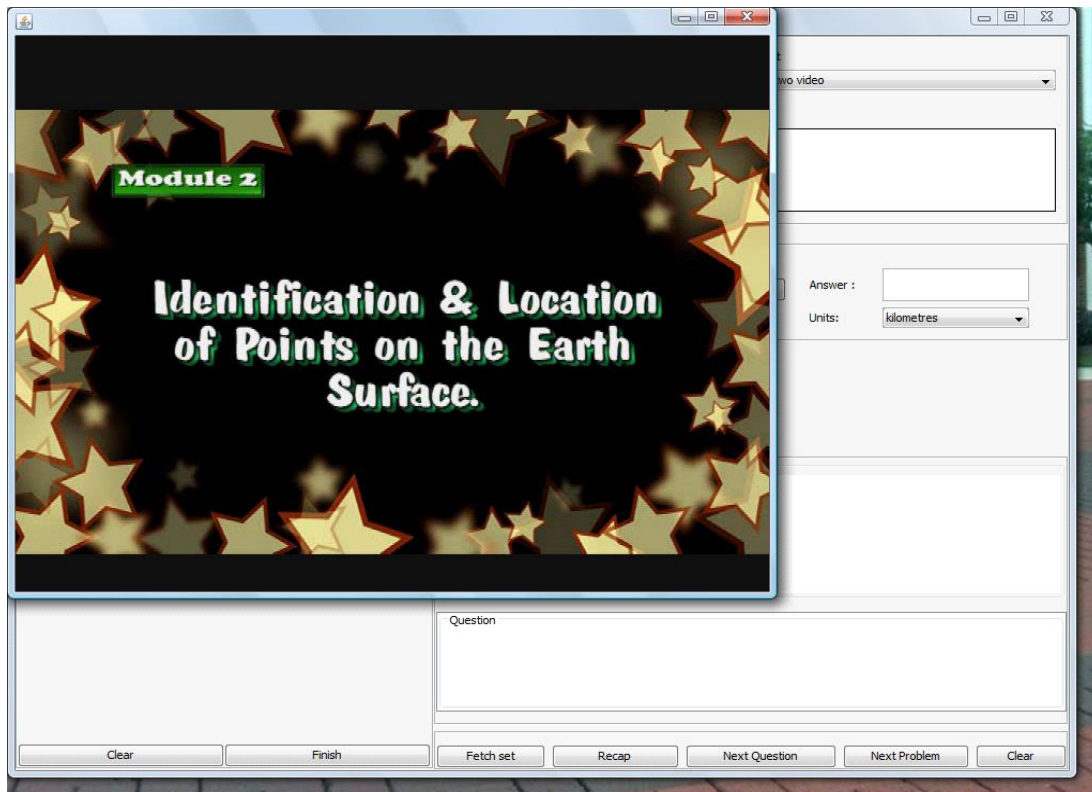 Module 2
Identification & Location
of Points on the Earth
Surface.
wo video
Answer :
Units:
kilometres
Question
Clear
Finish
Fetch set
Recap
Next Question
Next Problem
Clear